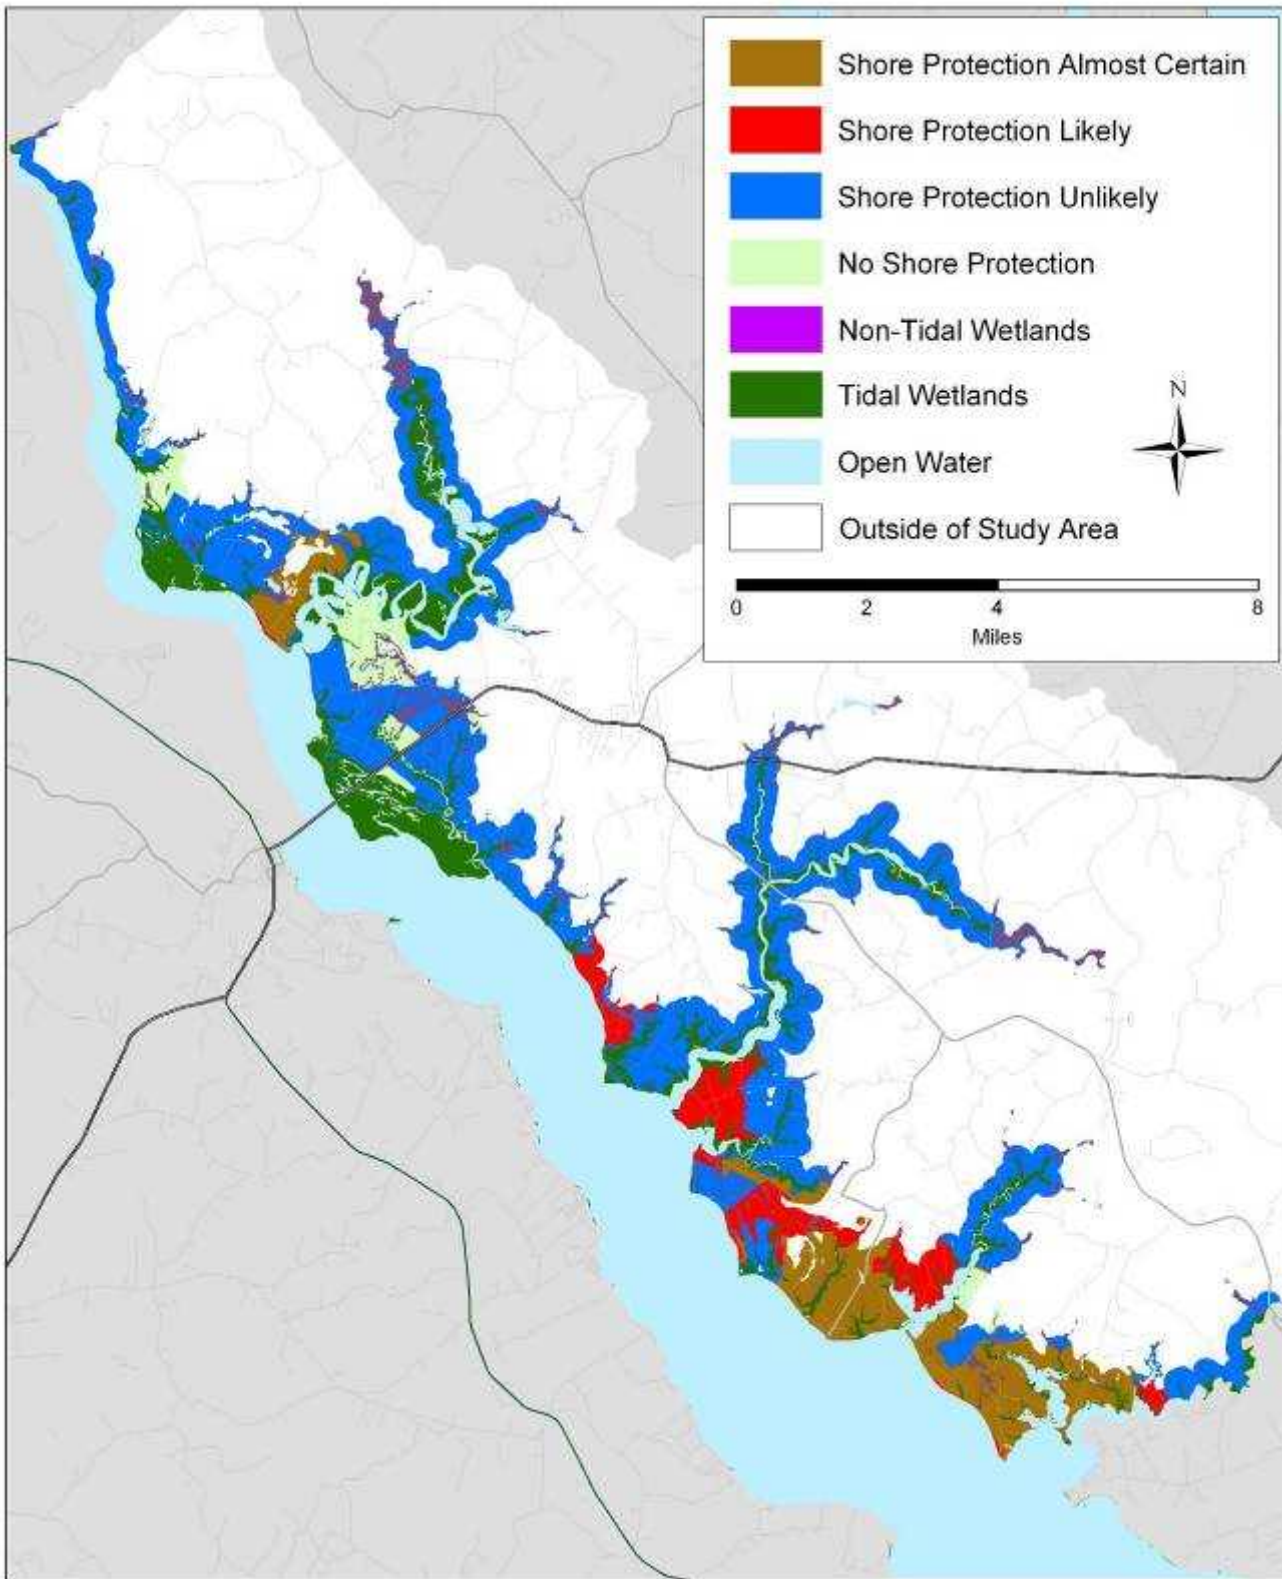 Shore Protection Almost Certain
Shore Protection Likely
Shore Protection Unlikely
No Shore Protection
Non-Tidal Wetlands
Tidal Wetlands
Open Water
Outside of Study Area
N
0 2 4 8
Miles